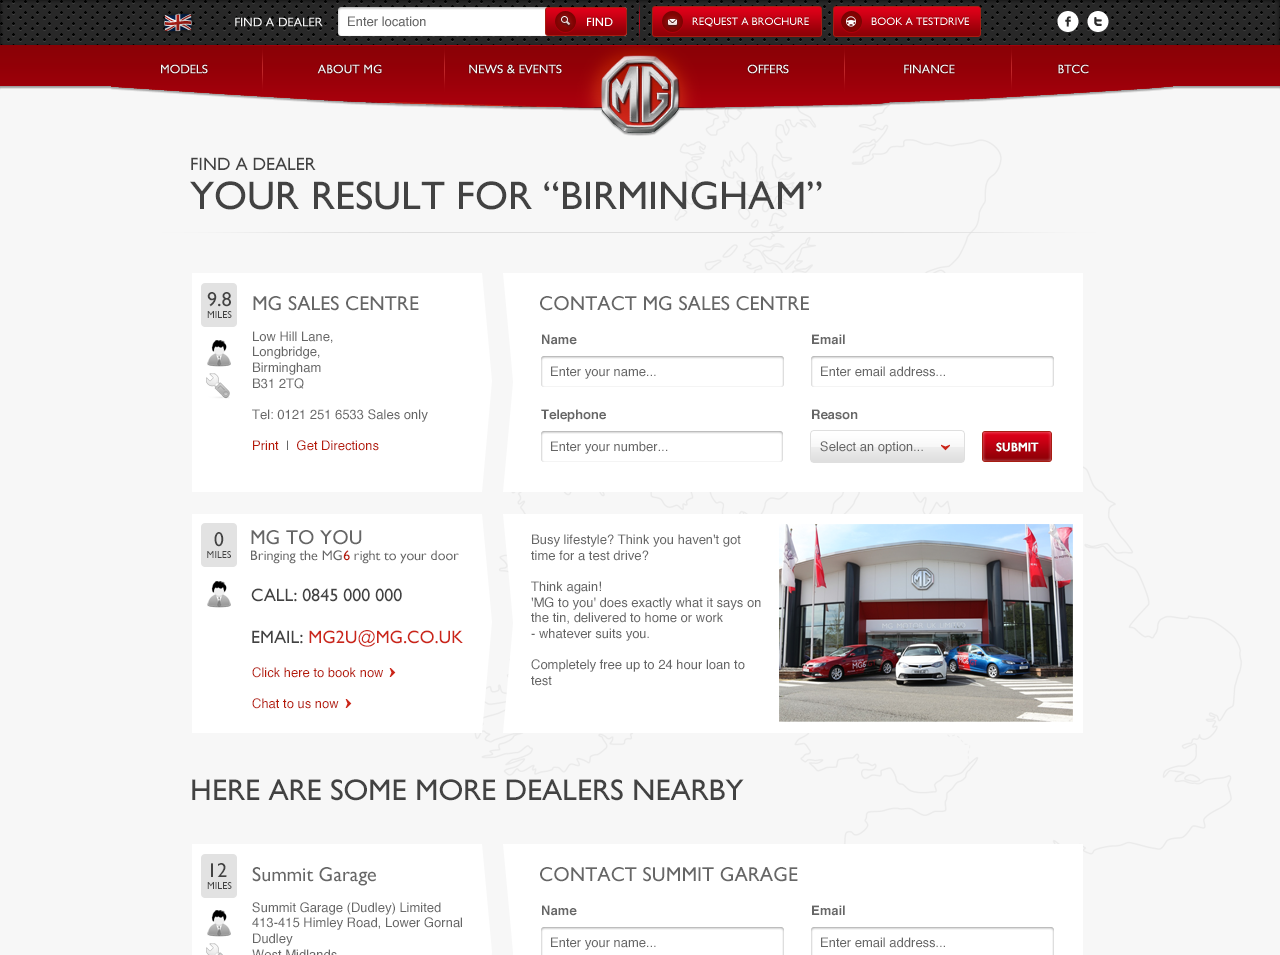 FIND A DEALER
Enter location
FIND
REQUEST A BROCHURE
BOOK A TESTDRIVE
MODELS
ABOUT MG
NEWS & EVENTS
MG
OFFERS
FINANCE
BTCC
FIND A DEALER
YOUR RESULT FOR “BIRMINGHAM”
9.8
MILES
MG SALES CENTRE
Low Hill Lane,
Longbridge,
Birmingham
B31 2TQ
Tel: 0121 251 6533 Sales only
Print | Get Directions
CONTACT MG SALES CENTRE
Name
Email
Enter your name...
Enter email address...
Telephone
Reason
Enter your number...
Select an option...
SUBMIT
0
MILES
MG TO YOU
Bringing the MG6 right to your door
CALL: 0845 000 000
EMAIL: MG2U@MG.CO.UK
Click here to book now
Chat to us now
Busy lifestyle? Think you haven't got
time for a test drive?
Think again!
'MG to you' does exactly what it says on
the tin, delivered to home or work
- whatever suits you.
Completely free up to 24 hour loan to
test
MG
MG6
HERE ARE SOME MORE DEALERS NEARBY
12
MILES
Summit Garage
Summit Garage (Dudley) Limited
413-415 Himley Road, Lower Gornal
Dudley
West Midlands
CONTACT SUMMIT GARAGE
Name
Email
Enter your name...
Enter email address...